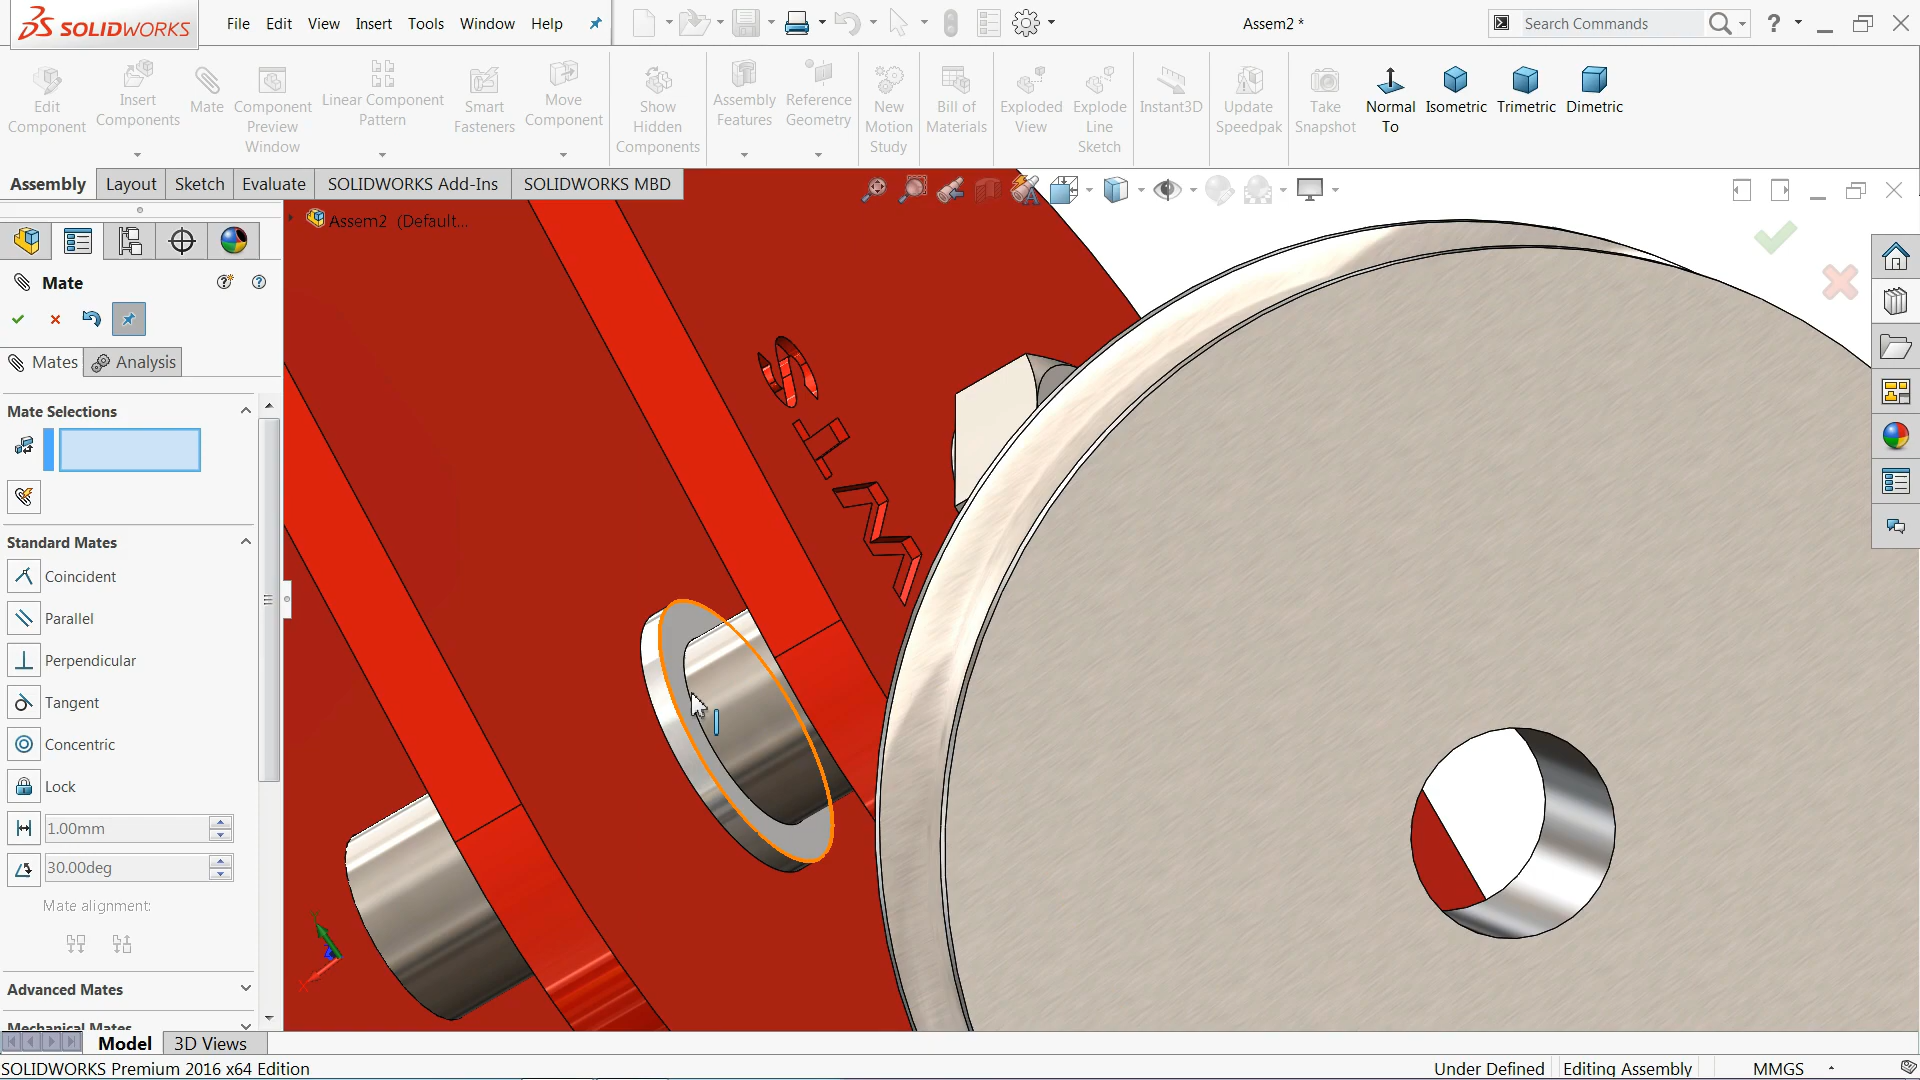 SOLIDWORKS
File Edit View Insert Tools Window Help
Assem2 *
Search Commands
Edit Component
Insert Components
Mate
Component Preview Window
Linear Component Pattern
Smart Fasteners
Move Component
Show Hidden Components
Assembly Features
Reference Geometry
New Motion Study
Bill of Materials
Exploded View
Explode Line Sketch
Instant3D
Update Speedpak
Take Snapshot
Normal To
Isometric
Trimetric
Dimetric
Assembly Layout Sketch Evaluate SOLIDWORKS Add-Ins SOLIDWORKS MBD
Assem2 (Default...
Mate
Mates Analysis
Mate Selections
Standard Mates
Coincident
Parallel
Perpendicular
Tangent
Concentric
Lock
1.00mm
30.00deg
Mate alignment:
Advanced Mates
Mechanical Mates
Model 3D Views
SOLIDWORKS Premium 2016 x64 Edition
Under Defined Editing Assembly MMGS